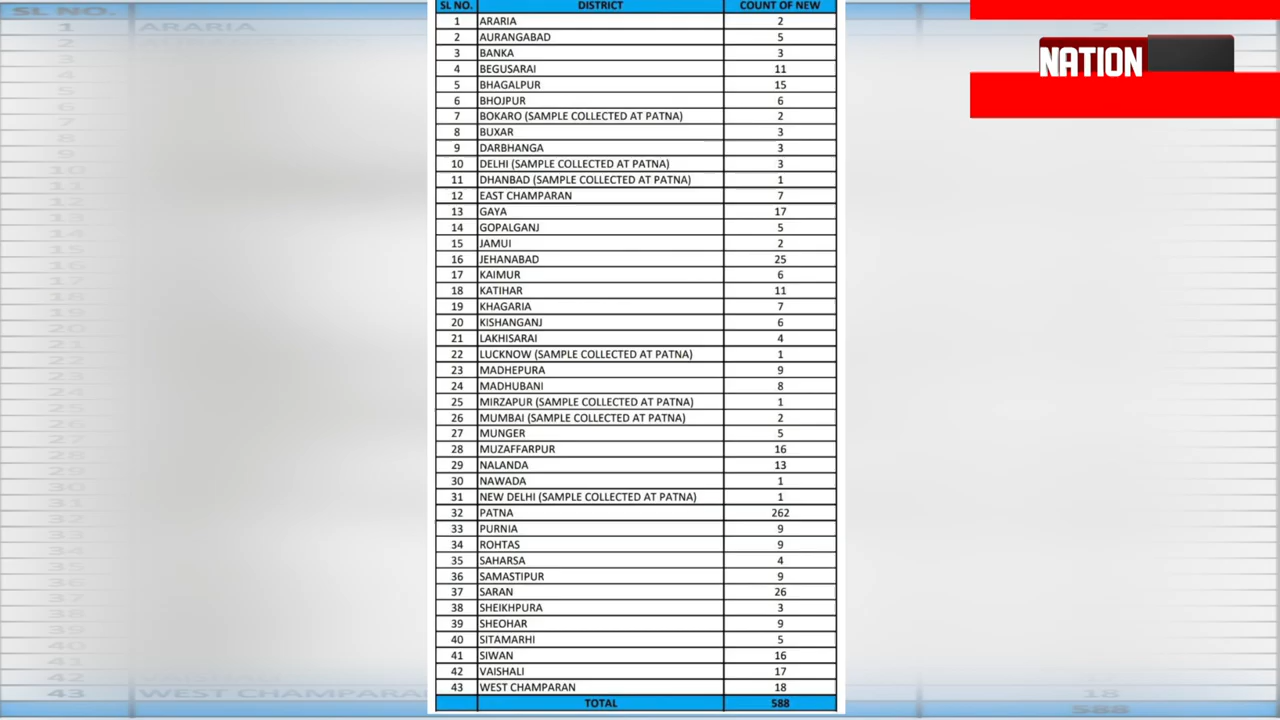 SL NO. DISTRICT COUNT OF NEW
1 ARARIA 2
2 AURANGABAD 5
3 BANKA 3
4 BEGUSARAI 11
5 BHAGALPUR 15
6 BHOJPUR 6
7 BOKARO (SAMPLE COLLECTED AT PATNA) 2
8 BUXAR 3
9 DARBHANGA 3
10 DELHI (SAMPLE COLLECTED AT PATNA) 3
11 DHANBAD (SAMPLE COLLECTED AT PATNA) 1
12 EAST CHAMPARAN 7
13 GAYA 17
14 GOPALGANJ 5
15 JAMUI 2
16 JEHANABAD 25
17 KAIMUR 6
18 KATIHAR 11
19 KHAGARIA 7
20 KISHANGANJ 6
21 LAKHISARAI 4
22 LUCKNOW (SAMPLE COLLECTED AT PATNA) 1
23 MADHEPURA 9
24 MADHUBANI 8
25 MIRZAPUR (SAMPLE COLLECTED AT PATNA) 1
26 MUMBAI (SAMPLE COLLECTED AT PATNA) 2
27 MUNGER 5
28 MUZAFFARPUR 16
29 NALANDA 13
30 NAWADA 1
31 NEW DELHI (SAMPLE COLLECTED AT PATNA) 1
32 PATNA 262
33 PURNIA 9
34 ROHTAS 9
35 SAHARSA 4
36 SAMASTIPUR 9
37 SARAN 26
38 SHEIKHPURA 3
39 SHEOHAR 9
40 SITAMARHI 5
41 SIWAN 16
42 VAISHALI 17
43 WEST CHAMPARAN 18
TOTAL 588
NATION